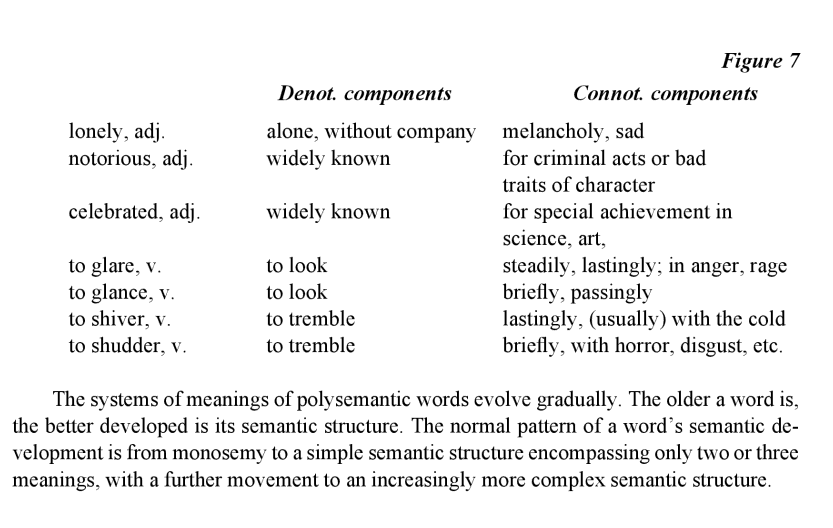 Figure 7
Denot. components Connot. components
lonely, adj. alone, without company melancholy, sad
notorious, adj. widely known for criminal acts or bad
traits of character
celebrated, adj. widely known for special achievement in
science, art,
to glare, v. to look steadily, lastingly; in anger, rage
to glance, v. to look briefly, passingly
to shiver, v. to tremble lastingly, (usually) with the cold
to shudder, v. to tremble briefly, with horror, disgust, etc.
The systems of meanings of polysemantic words evolve gradually. The older a word is,
the better developed is its semantic structure. The normal pattern of a word’s semantic de-
velopment is from monosemy to a simple semantic structure encompassing only two or three
meanings, with a further movement to an increasingly more complex semantic structure.